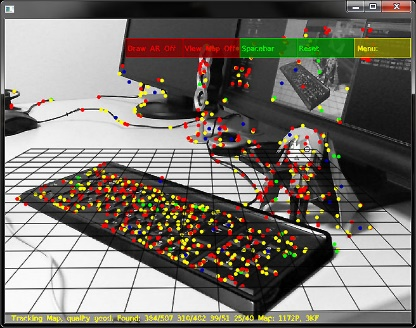 Draw AR Off View Map Off Spacebar Reset Menu:
Tracking Map, quality good. Found: 384/507 310/402 39/51 25/40 Map: 1172P, 3KF